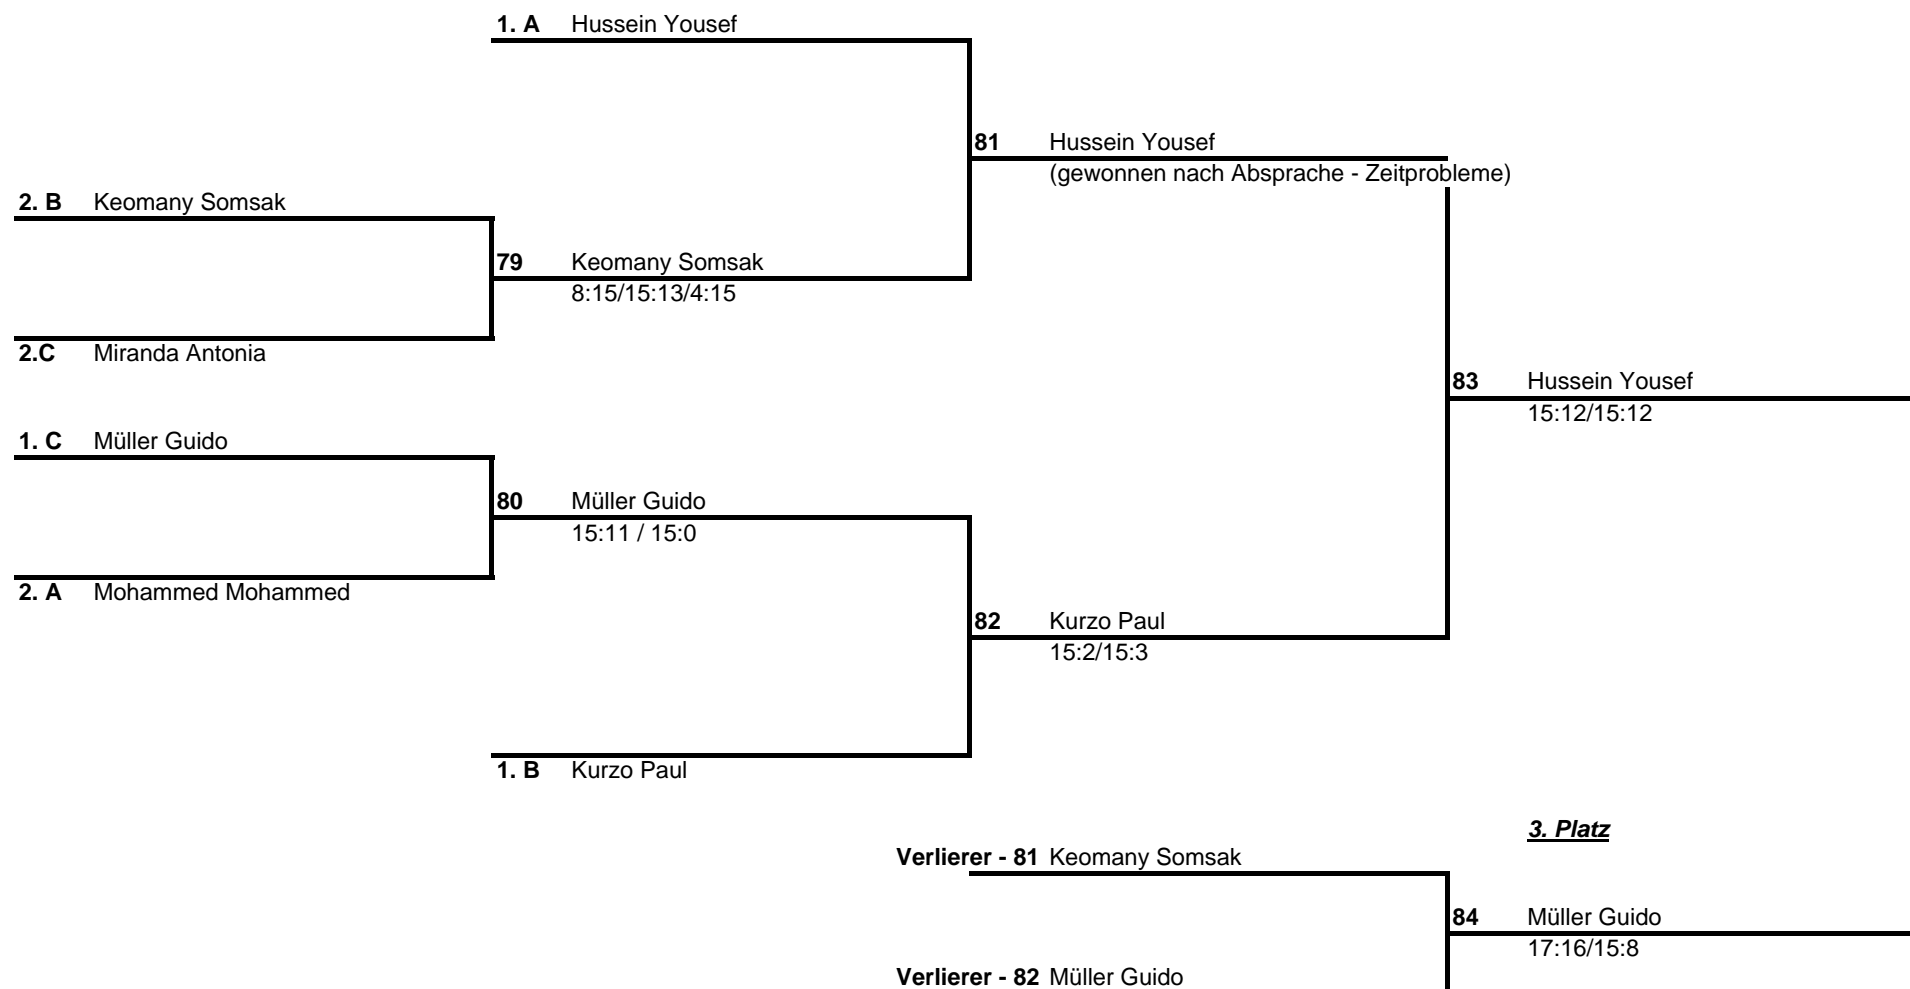 1. A Hussein Yousef
81 Hussein Yousef
(gewonnen nach Absprache - Zeitprobleme)
2. B Keomany Somsak
79 Keomany Somsak
8:15/15:13/4:15
2.C Miranda Antonia
83 Hussein Yousef
15:12/15:12
1. C Müller Guido
80 Müller Guido
15:11 / 15:0
2. A Mohammed Mohammed
82 Kurzo Paul
15:2/15:3
1. B Kurzo Paul
3. Platz
Verlierer - 81 Keomany Somsak
84 Müller Guido
17:16/15:8
Verlierer - 82 Müller Guido